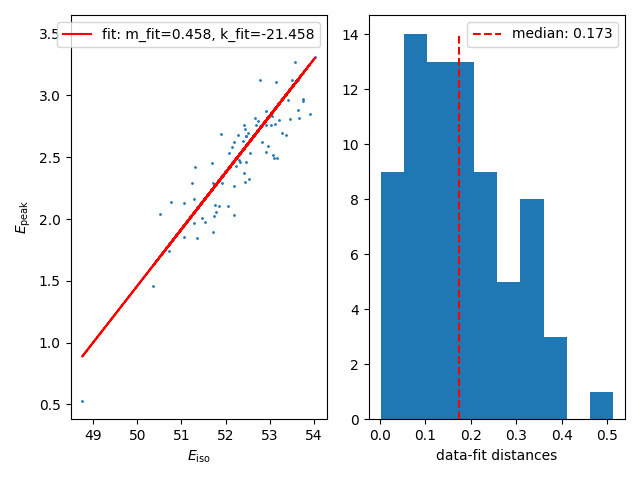 fit: m_fit=0.458, k_fit=-21.458
3.5
3.0
2.5
2.0
1.5
1.0
0.5
E_peak
49 50 51 52 53 54
E_iso
median: 0.173
14
12
10
8
6
4
2
0
0.0 0.1 0.2 0.3 0.4 0.5
data-fit distances